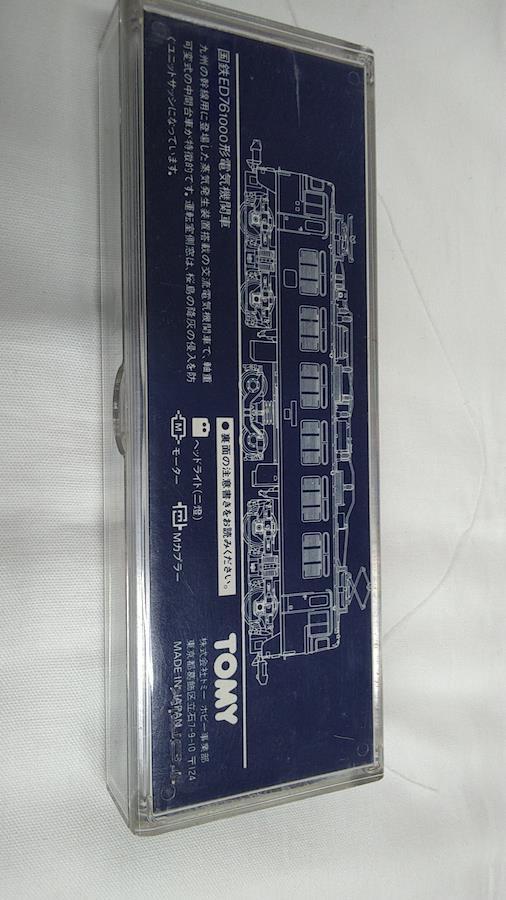 国鉄ED761000形電気機関車
九州の幹線用に登場した蒸気発生装置搭載の交流電気機関車で、軸重
可変式の中間台車が特徴的です。運転室側窓は、桜島の降灰の侵入を防
ぐユニットサッシになっています。
●裏面の注意書きをお読みください。
ヘッドライト(二燈)
M モーター
Mカプラー
TOMY
株式会社トミー ホビー事業部
東京都葛飾区立石7-9-10 〒124
MADE IN JAPAN